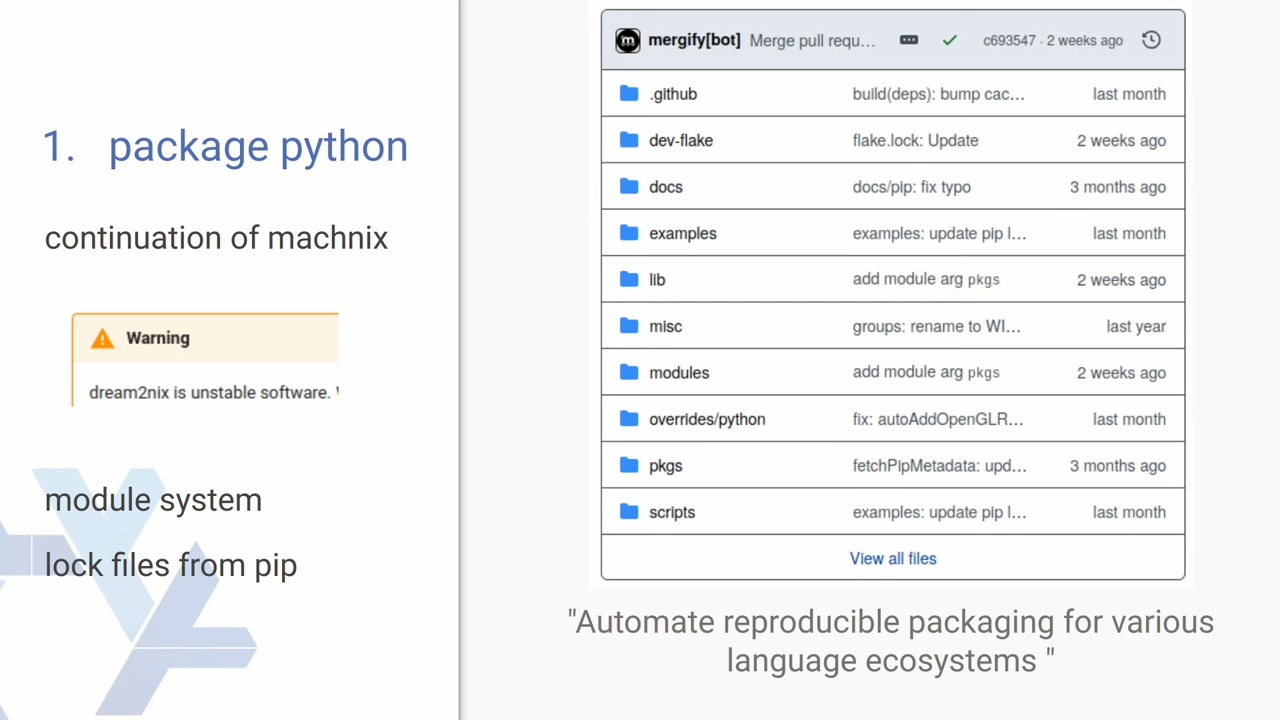 1. package python
continuation of machnix
Warning
dream2nix is unstable software.
module system
lock files from pip
mergify[bot] Merge pull requ... c693547 · 2 weeks ago
.github build(deps): bump cac... last month
dev-flake flake.lock: Update 2 weeks ago
docs docs/pip: fix typo 3 months ago
examples examples: update pip l... last month
lib add module arg pkgs 2 weeks ago
misc groups: rename to WI... last year
modules add module arg pkgs 2 weeks ago
overrides/python fix: autoAddOpenGLR... last month
pkgs fetchPipMetadata: upd... 3 months ago
scripts examples: update pip l... last month
View all files
"Automate reproducible packaging for various
language ecosystems "